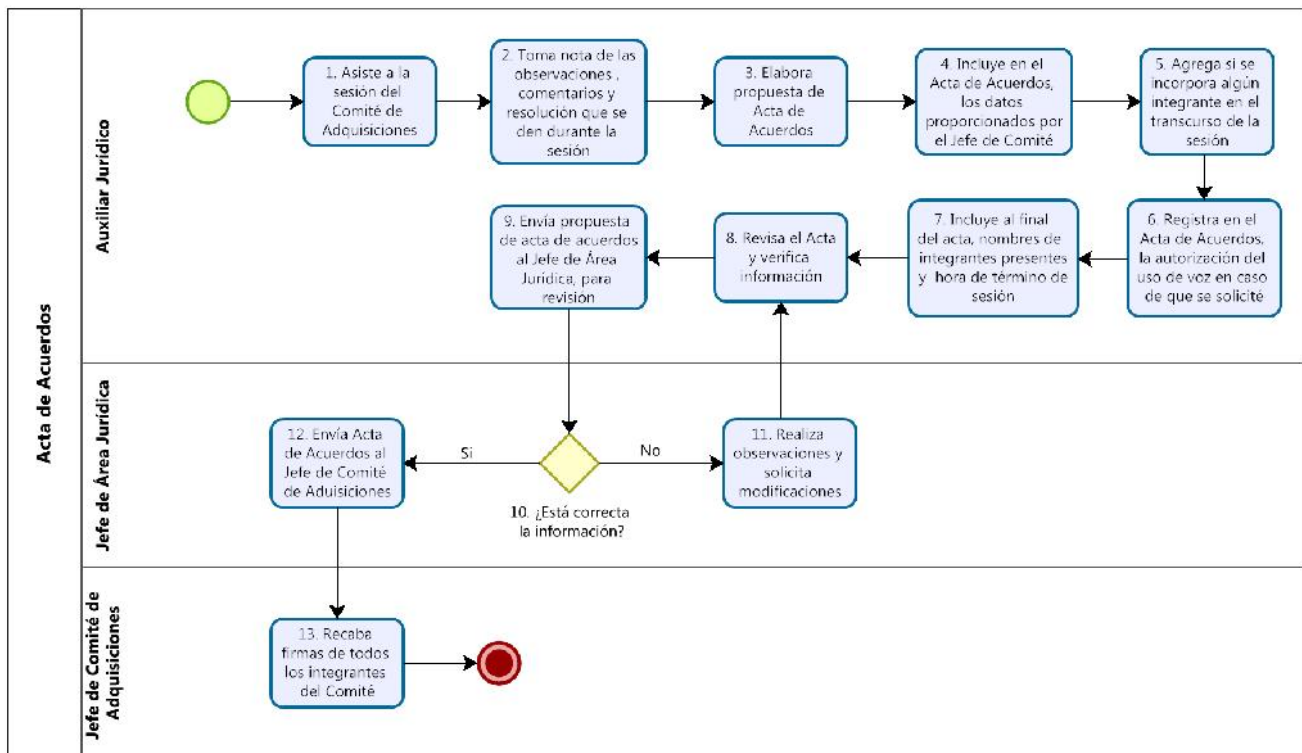 Acta de Acuerdos
Auxiliar Jurídico
1. Asiste a la
sesión del
Comité de
Adquisiciones
2. Toma nota de las
observaciones ,
comentarios y
resolución que se
den durante la
sesión
3. Elabora
propuesta de
Acta de
Acuerdos
4. Incluye en el
Acta de Acuerdos,
los datos
proporcionados por
el Jefe de Comité
5. Agrega si se
incorpora algún
integrante en el
transcurso de la
sesión
6. Registra en el
Acta de Acuerdos,
la autorización del
uso de voz en caso
de que se solicité
7. Incluye al final
del acta, nombres de
integrantes presentes
y hora de término de
sesión
8. Revisa el Acta
y verifica
información
9. Envía propuesta
de acta de acuerdos
al Jefe de Área
Jurídica, para
revisión
Jefe de Área Jurídica
10. ¿Está correcta
la información?
No
11. Realiza
observaciones y
solicita
modificaciones
Si
12. Envía Acta
de Acuerdos al
Jefe de Comité
de Aduisiciones
Jefe de Comité de
Adquisiciones
13. Recaba
firmas de todos
los integrantes
del Comité